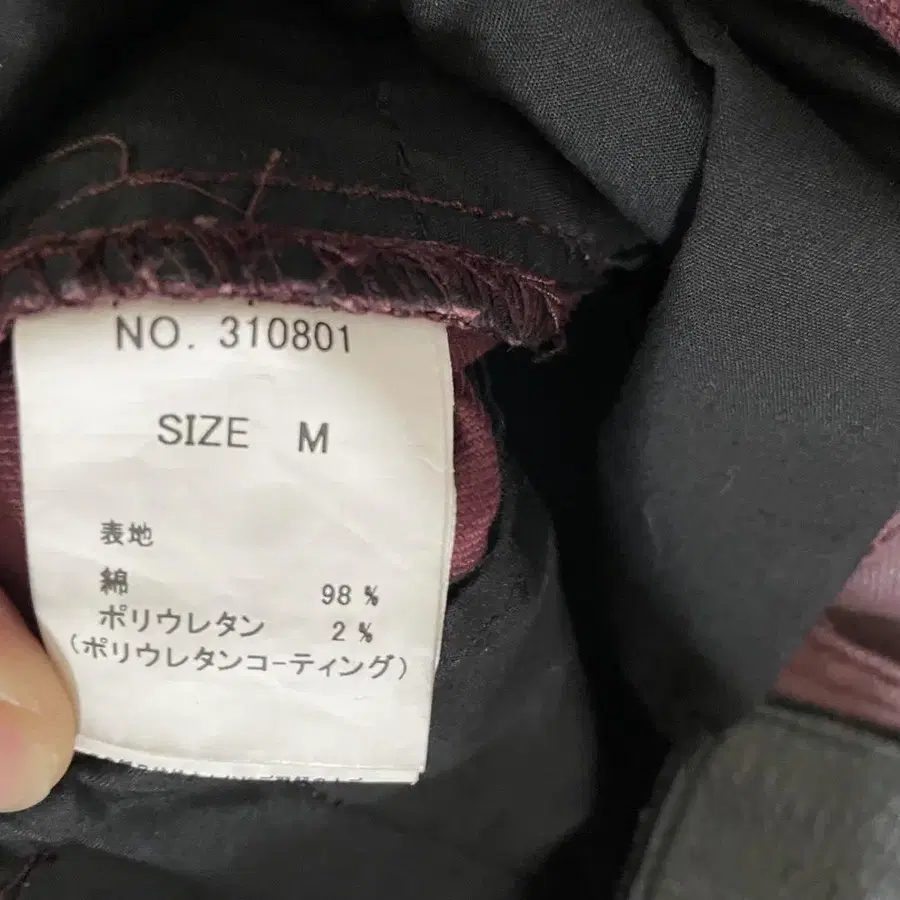 NO. 310801
SIZE M
表地
綿 98 %
ポリウレタン 2 %
(ポリウレタンコーティング)